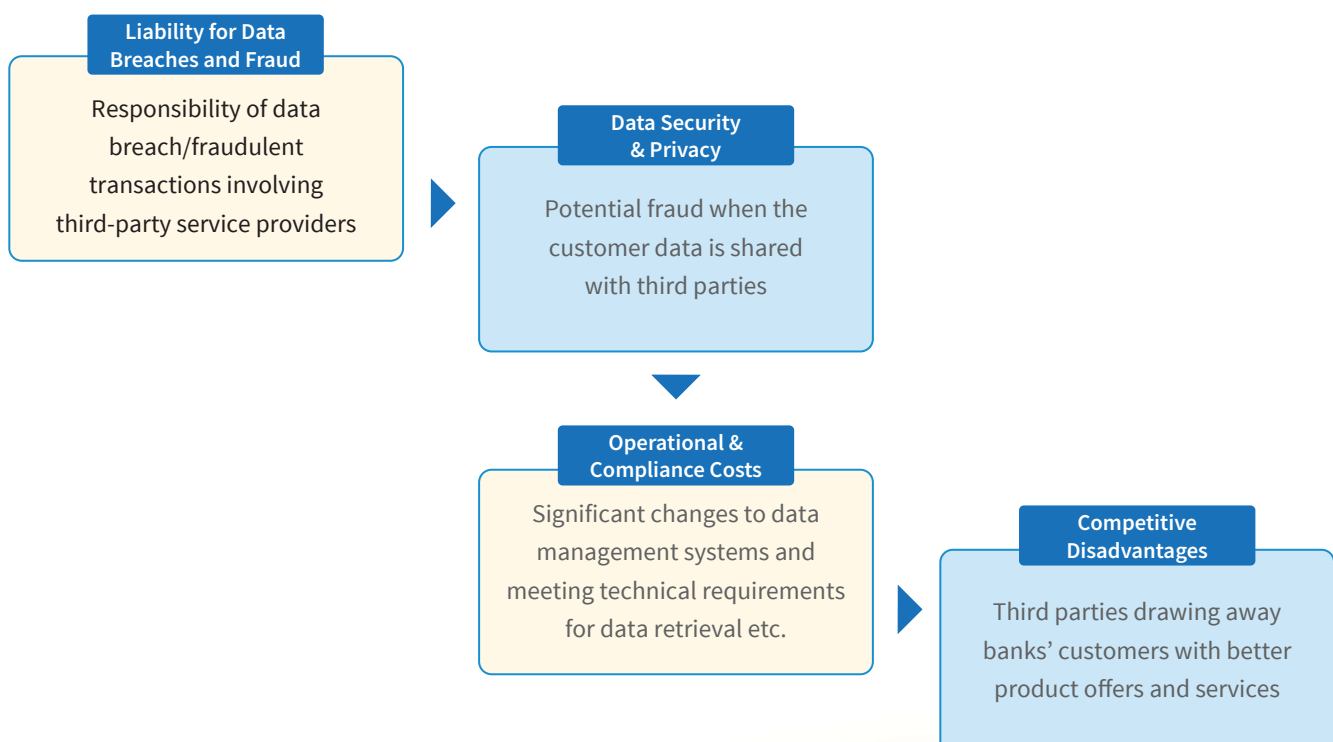 Liability for Data
Breaches and Fraud
Responsibility of data
breach/fraudulent
transactions involving
third-party service providers
Data Security
& Privacy
Potential fraud when the
customer data is shared
with third parties
Operational &
Compliance Costs
Significant changes to data
management systems and
meeting technical requirements
for data retrieval etc.
Competitive
Disadvantages
Third parties drawing away
banks’ customers with better
product offers and services